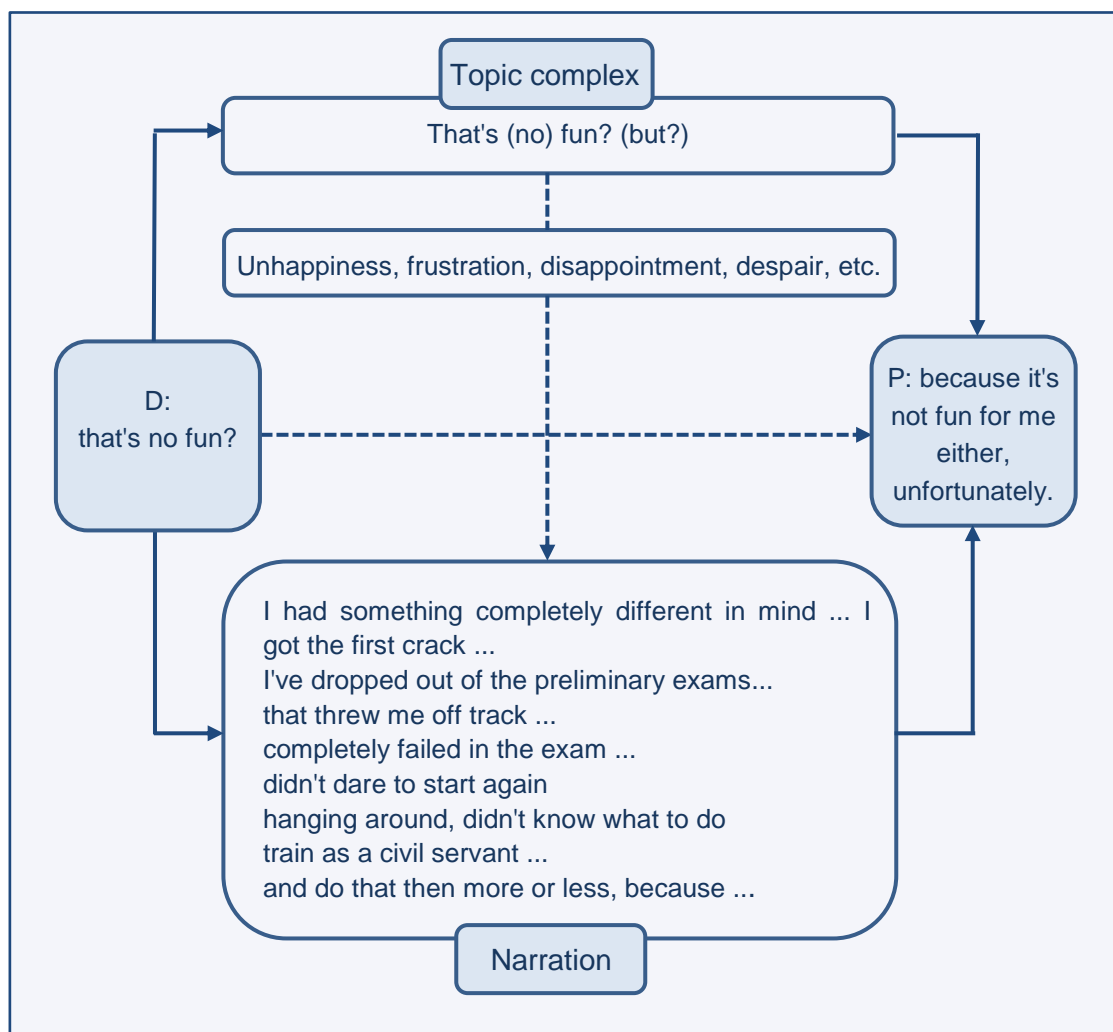 Topic complex
That's (no) fun? (but?)
Unhappiness, frustration, disappointment, despair, etc.
D:
that's no fun?
P: because it's
not fun for me
either,
unfortunately.
I had something completely different in mind ... I
got the first crack ...
I've dropped out of the preliminary exams...
that threw me off track ...
completely failed in the exam ...
didn't dare to start again
hanging around, didn't know what to do
train as a civil servant ...
and do that then more or less, because ...
Narration